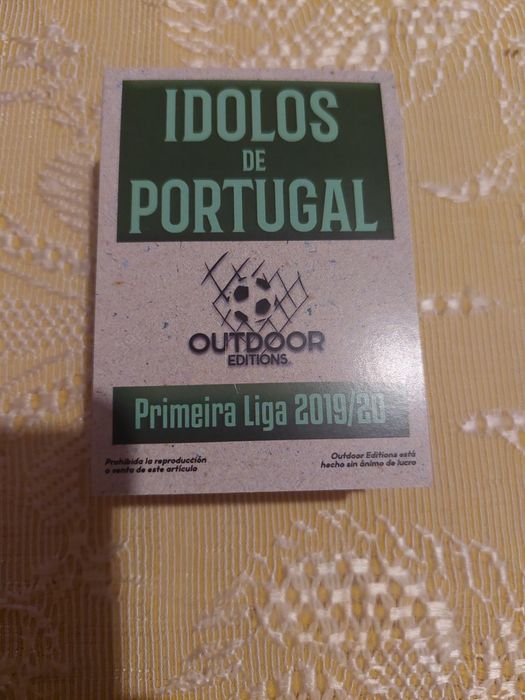 IDOLOS
DE
PORTUGAL
OUTDOOR
EDITIONS
Primeira Liga 2019/20
Prohibida la reproducción
o venta de este artículo
Outdoor Editions está
hecho sin ánimo de lucro